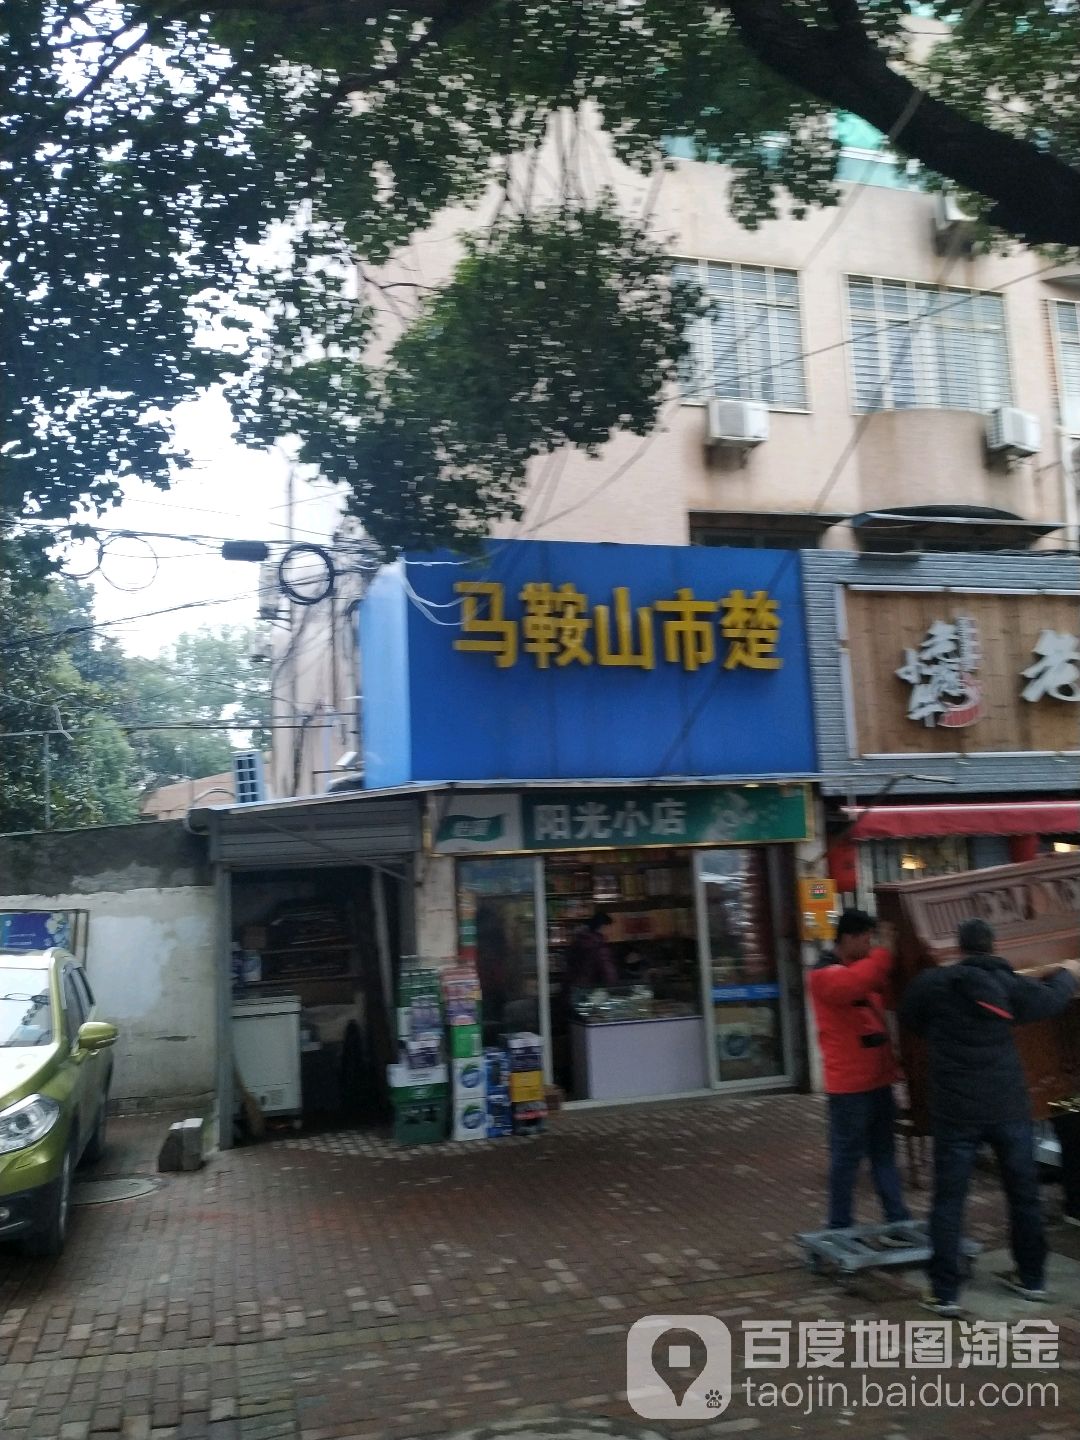 马鞍山市楚
阳光小店
百度地图淘金
taojin.baidu.com